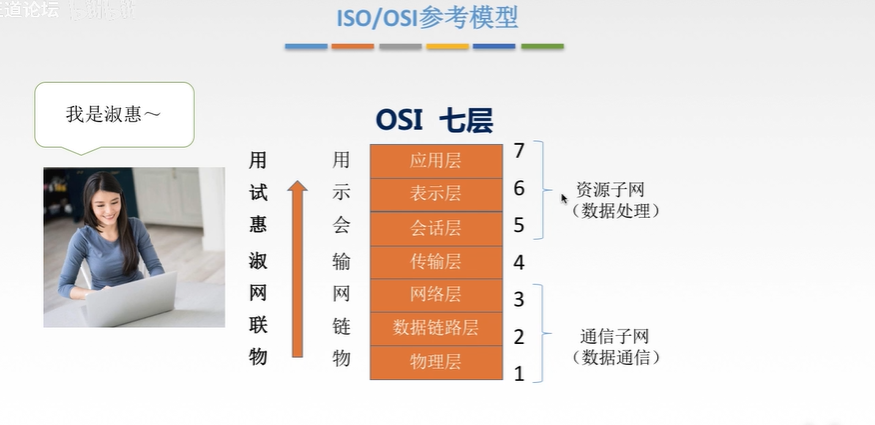 道论坛
ISO/OSI参考模型
我是淑惠～
OSI 七层
用 用 应用层 7
试 示 表示层 6
惠 会 会话层 5
淑 输 传输层 4
网 网 网络层 3
联 链 数据链路层 2
物 物 物理层 1
资源子网
（数据处理）
通信子网
（数据通信）